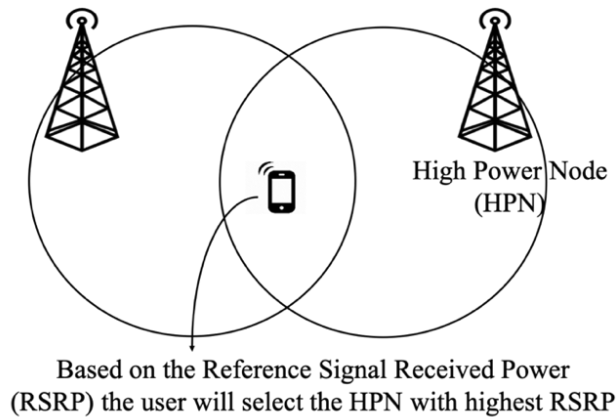 High Power Node
(HPN)
Based on the Reference Signal Received Power
(RSRP) the user will select the HPN with highest RSRP